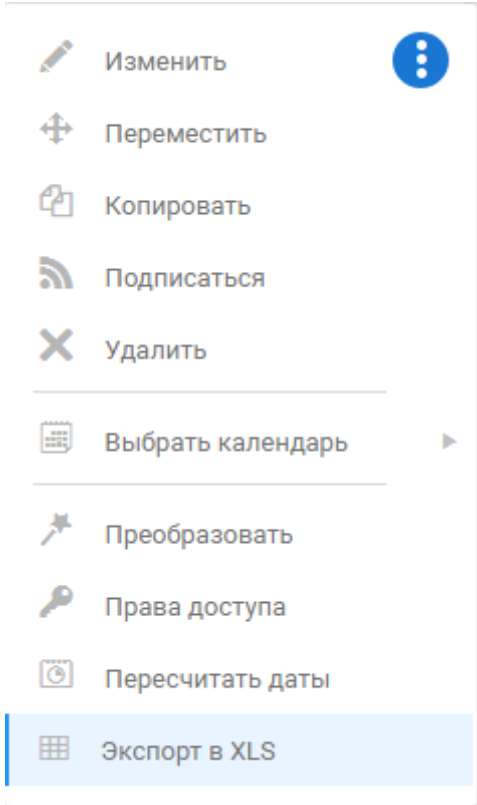 Изменить
Переместить
Копировать
Подписаться
Удалить
Выбрать календарь
Преобразовать
Права доступа
Пересчитать даты
Экспорт в XLS